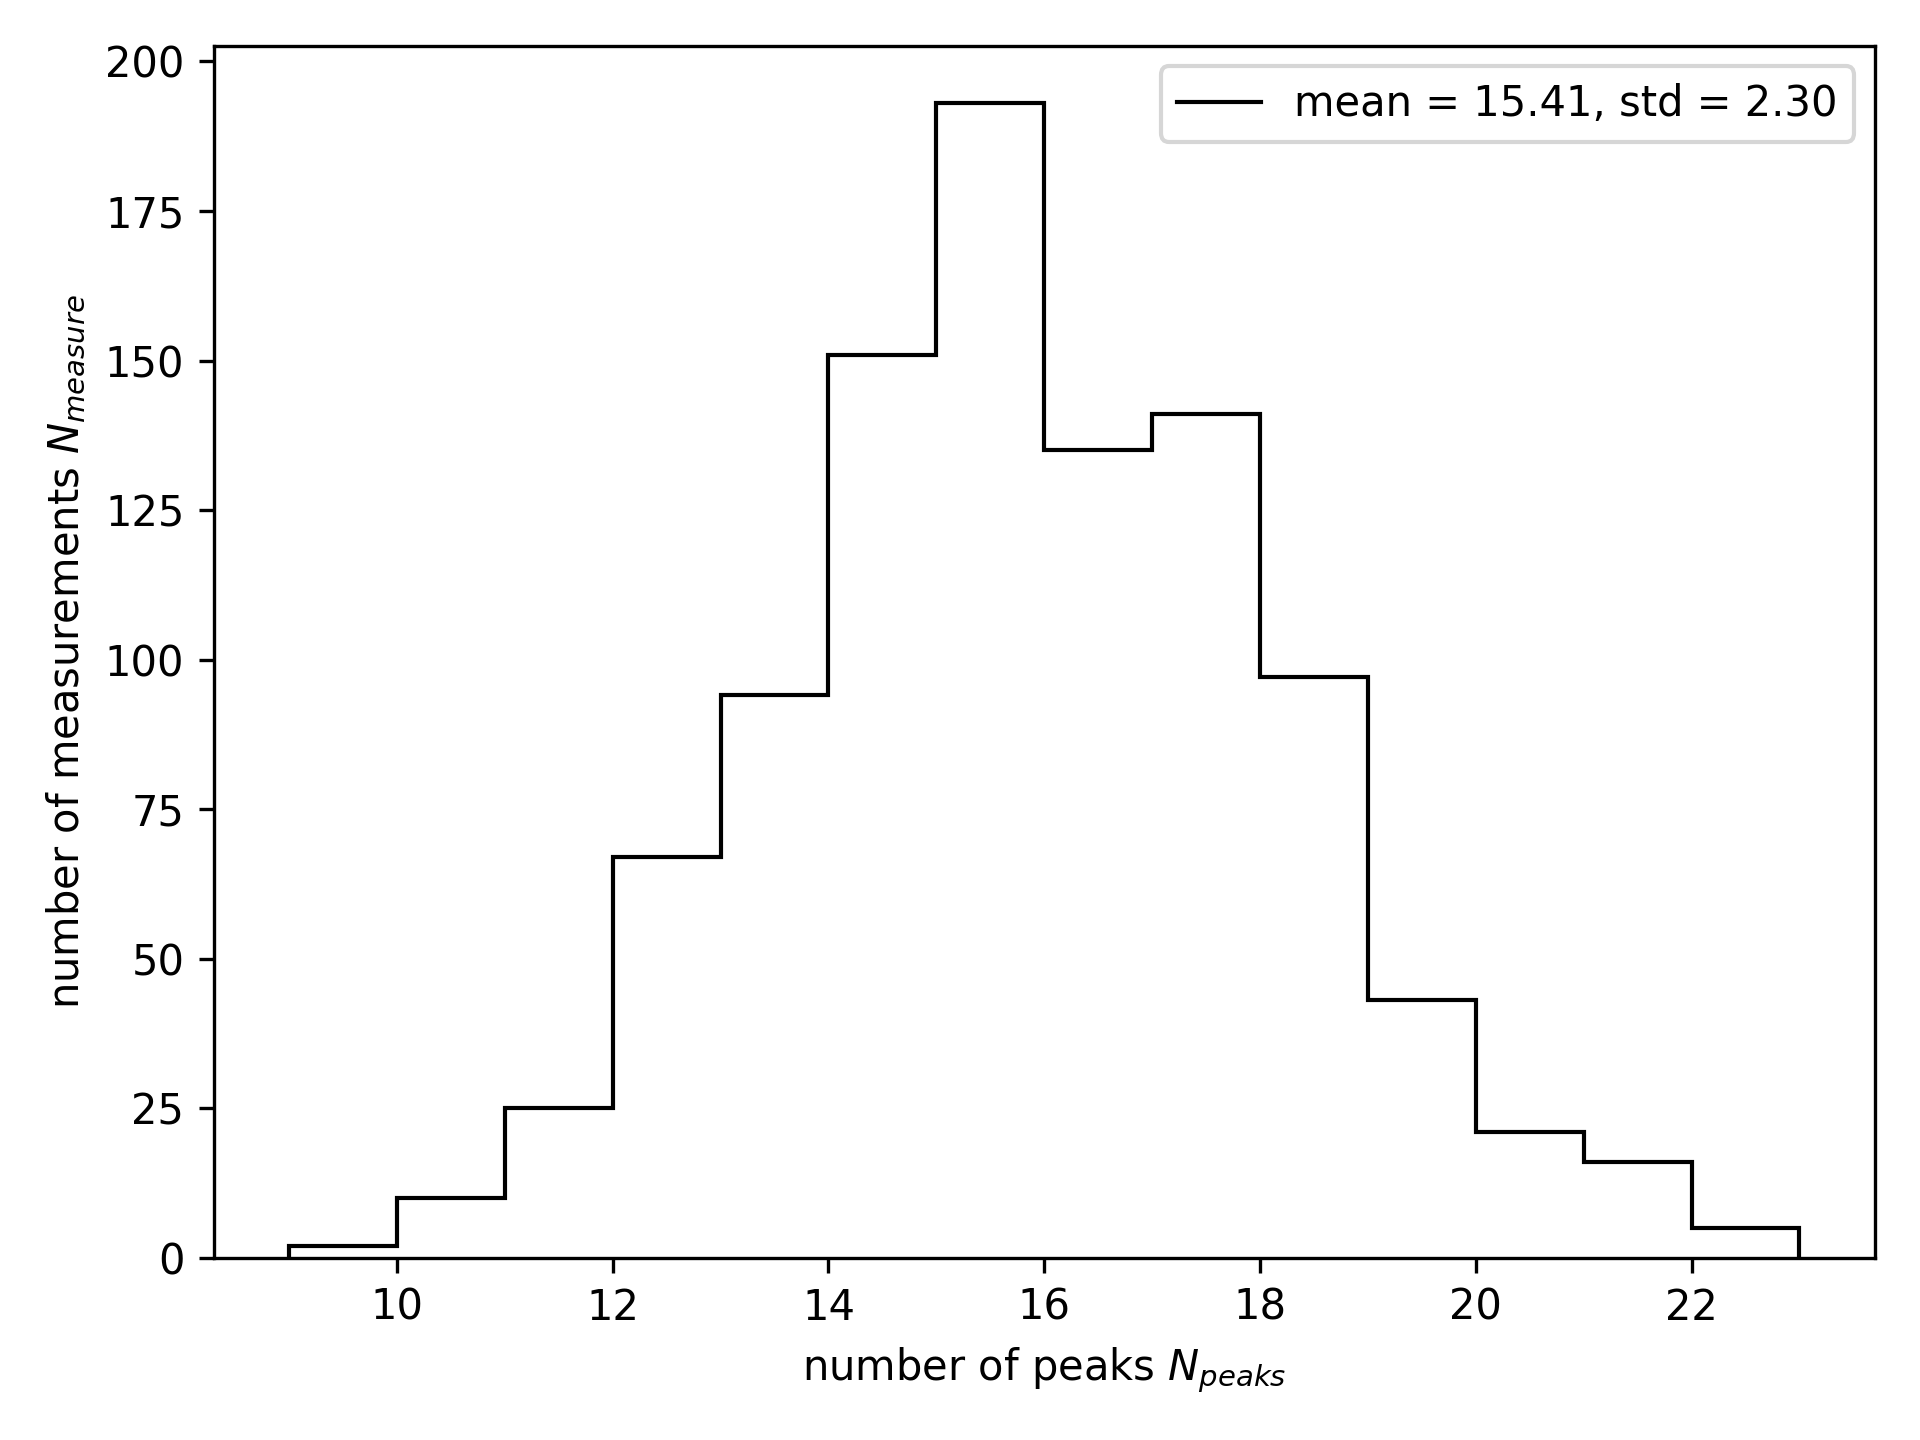 mean = 15.41, std = 2.30
number of measurements N_measure
200
175
150
125
100
75
50
25
0
10 12 14 16 18 20 22
number of peaks N_peaks